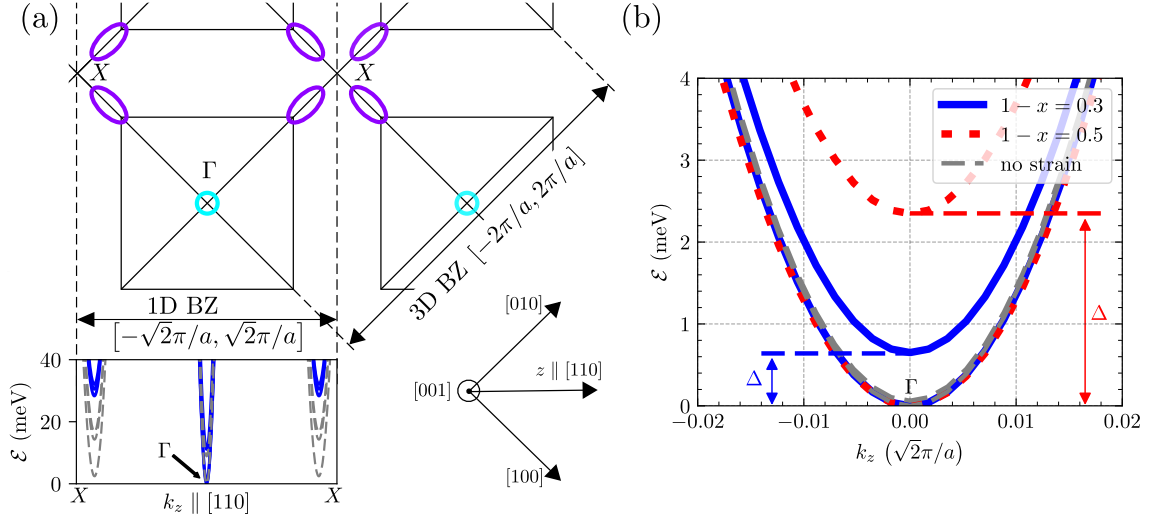 (a)
X
X
Γ
3D BZ [−2π/a, 2π/a]
1D BZ
[−√2π/a, √2π/a]
[010]
[001]
z ∥ [110]
[100]
ℰ (meV)
40
20
0
Γ
X
X
k_z ∥ [110]
(b)
ℰ (meV)
4
3
2
1
0
1 − x = 0.3
1 − x = 0.5
no strain
Δ
Δ
Γ
−0.02
−0.01
0.00
0.01
0.02
k_z (√2π/a)